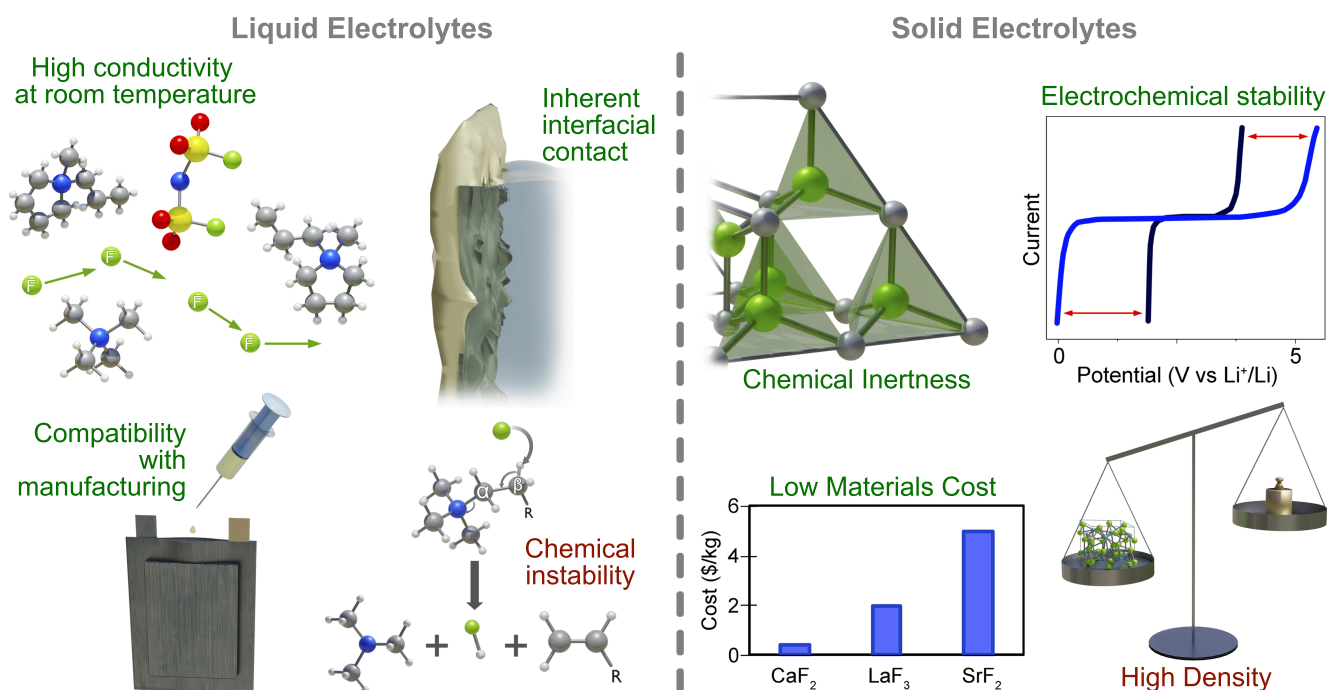 Liquid Electrolytes
High conductivity
at room temperature
Inherent
interfacial
contact
F
F
F
F
Compatibility
with
manufacturing
α
β
R
Chemical
instability
+
+
R
Solid Electrolytes
Chemical Inertness
Electrochemical stability
Current
0
5
Potential (V vs Li⁺/Li)
Low Materials Cost
Cost ($/kg)
6
4
2
0
CaF₂
LaF₃
SrF₂
High Density